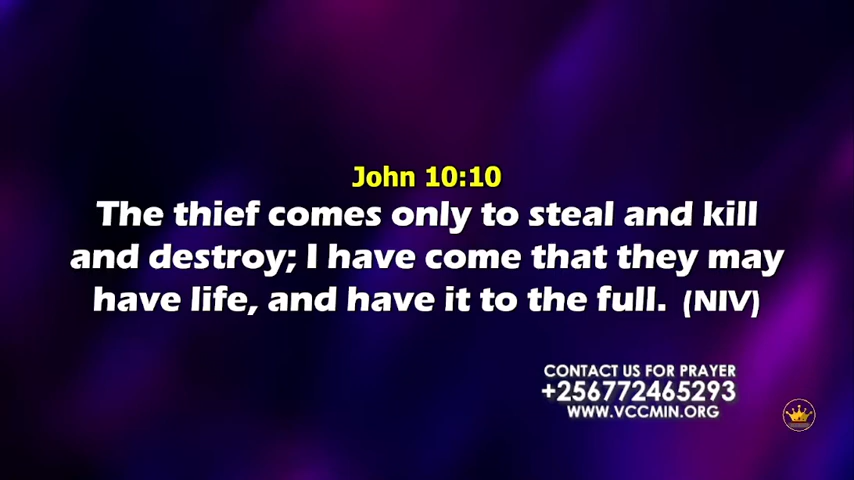 John 10:10
The thief comes only to steal and kill
and destroy; I have come that they may
have life, and have it to the full. (NIV)
CONTACT US FOR PRAYER
+256772465293
WWW.VCCMIN.ORG